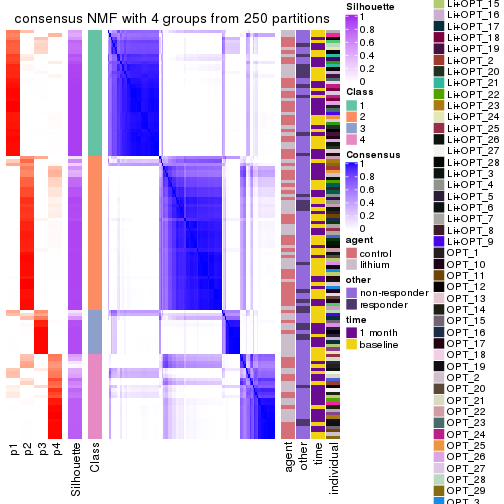 consensus NMF with 4 groups from 250 partitions
p1
p2
p3
p4
Silhouette
Class
agent
other
time
individual
Silhouette
1
0.8
0.6
0.4
0.2
0
Class
1
2
3
4
Consensus
1
0.8
0.6
0.4
0.2
0
agent
control
lithium
other
non-responder
responder
time
1 month
baseline
Li+OPT_15
Li+OPT_16
Li+OPT_17
Li+OPT_18
Li+OPT_19
Li+OPT_2
Li+OPT_20
Li+OPT_21
Li+OPT_22
Li+OPT_23
Li+OPT_24
Li+OPT_25
Li+OPT_26
Li+OPT_27
Li+OPT_28
Li+OPT_3
Li+OPT_4
Li+OPT_5
Li+OPT_6
Li+OPT_7
Li+OPT_8
Li+OPT_9
OPT_1
OPT_10
OPT_11
OPT_12
OPT_13
OPT_14
OPT_15
OPT_16
OPT_17
OPT_18
OPT_19
OPT_2
OPT_20
OPT_21
OPT_22
OPT_23
OPT_24
OPT_25
OPT_26
OPT_27
OPT_28
OPT_29
OPT_3